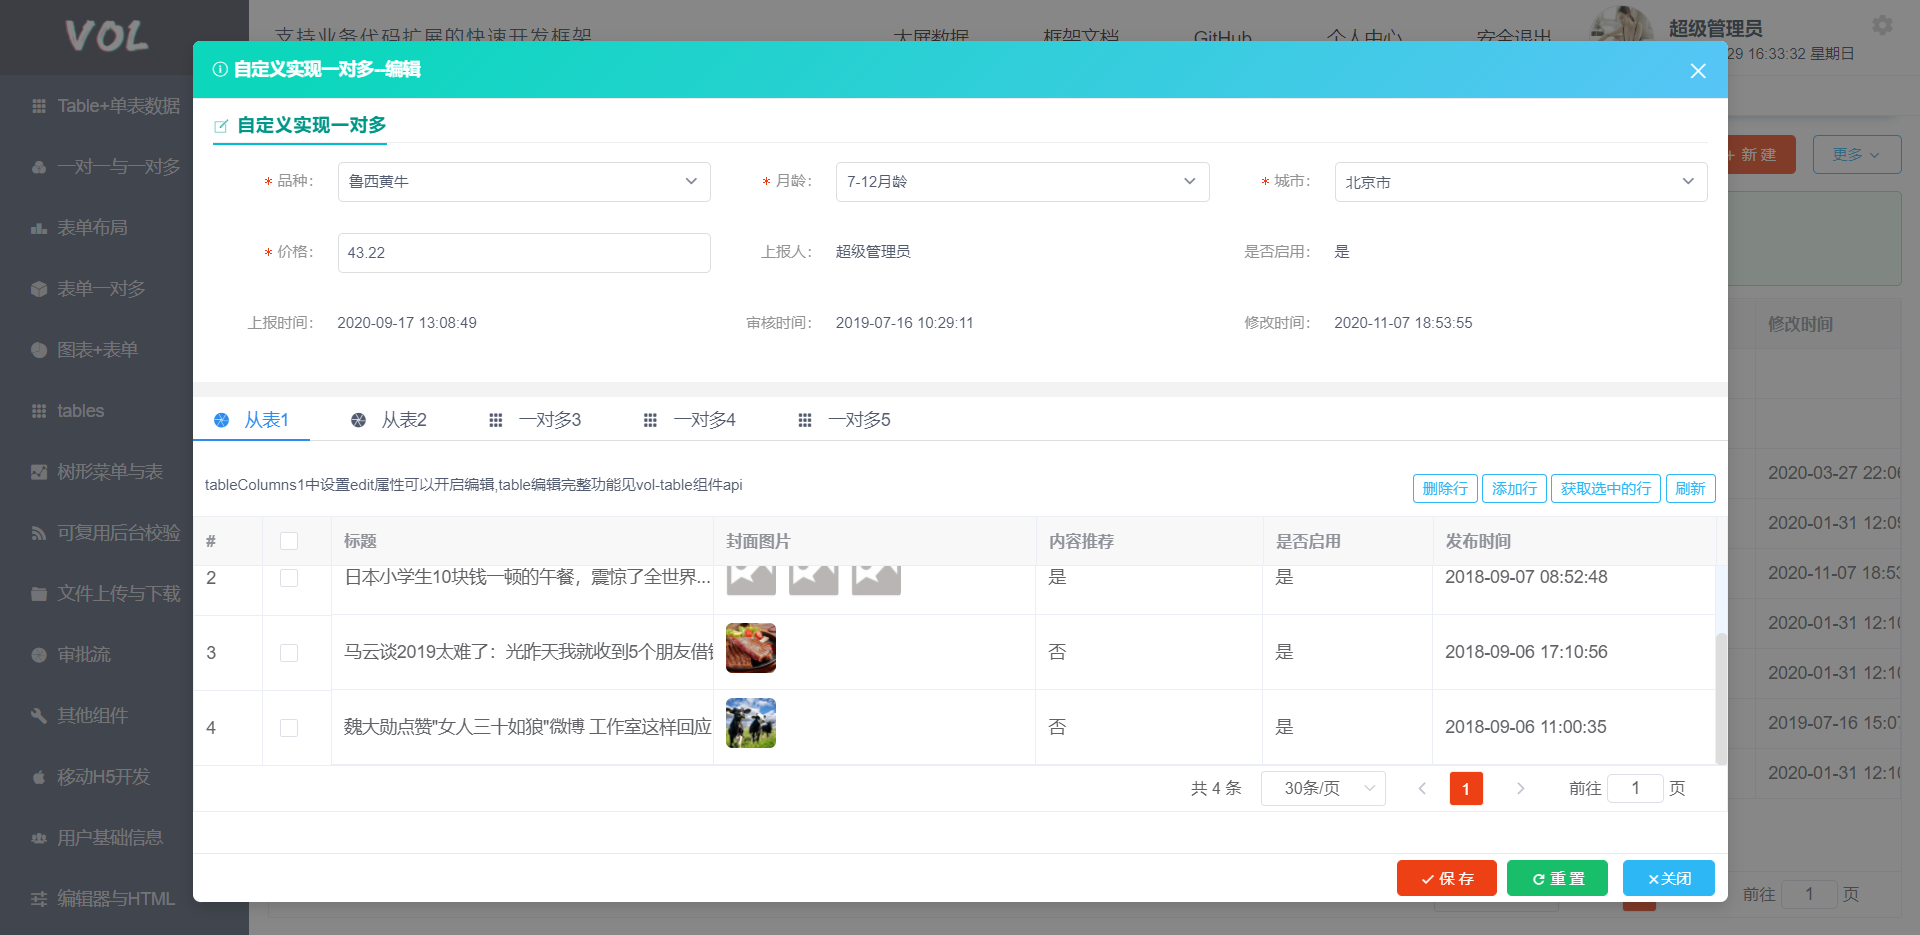 VOL
支持业务代码扩展的快速开发框架
大屏数据
框架文档
GitHub
个人中心
安全退出
超级管理员
29 16:33:32 星期日
Table+单表数据
一对一与一对多
表单布局
表单一对多
图表+表单
tables
树形菜单与表
可复用后台校验
文件上传与下载
审批流
其他组件
移动H5开发
用户基础信息
编辑器与HTML
自定义实现一对多--编辑
自定义实现一对多
+ 新 建
更多
* 品种：
鲁西黄牛
* 月龄：
7-12月龄
* 城市：
北京市
* 价格：
43.22
上报人：
超级管理员
是否启用：
是
上报时间：
2020-09-17 13:08:49
审核时间：
2019-07-16 10:29:11
修改时间：
2020-11-07 18:53:55
修改时间
从表1
从表2
一对多3
一对多4
一对多5
tableColumns1中设置edit属性可以开启编辑,table编辑完整功能见vol-table组件api
删除行
添加行
获取选中的行
刷新
# 标题 封面图片 内容推荐 是否启用 发布时间
2 日本小学生10块钱一顿的午餐，震惊了全世界... 是 是 2018-09-07 08:52:48
3 马云谈2019太难了：光昨天我就收到5个朋友借 否 是 2018-09-06 17:10:56
4 魏大勋点赞"女人三十如狼"微博 工作室这样回应 否 是 2018-09-06 11:00:35
共 4 条
30条/页
1
前往 1 页
保 存
重 置
关闭
2020-03-27 22:06
2020-01-31 12:09
2020-11-07 18:53
2020-01-31 12:10
2020-01-31 12:10
2019-07-16 15:07
2020-01-31 12:10
前往 1 页